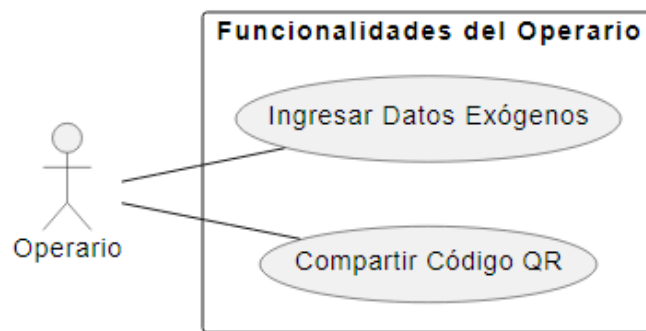 Funcionalidades del Operario
Ingresar Datos Exógenos
Operario
Compartir Código QR